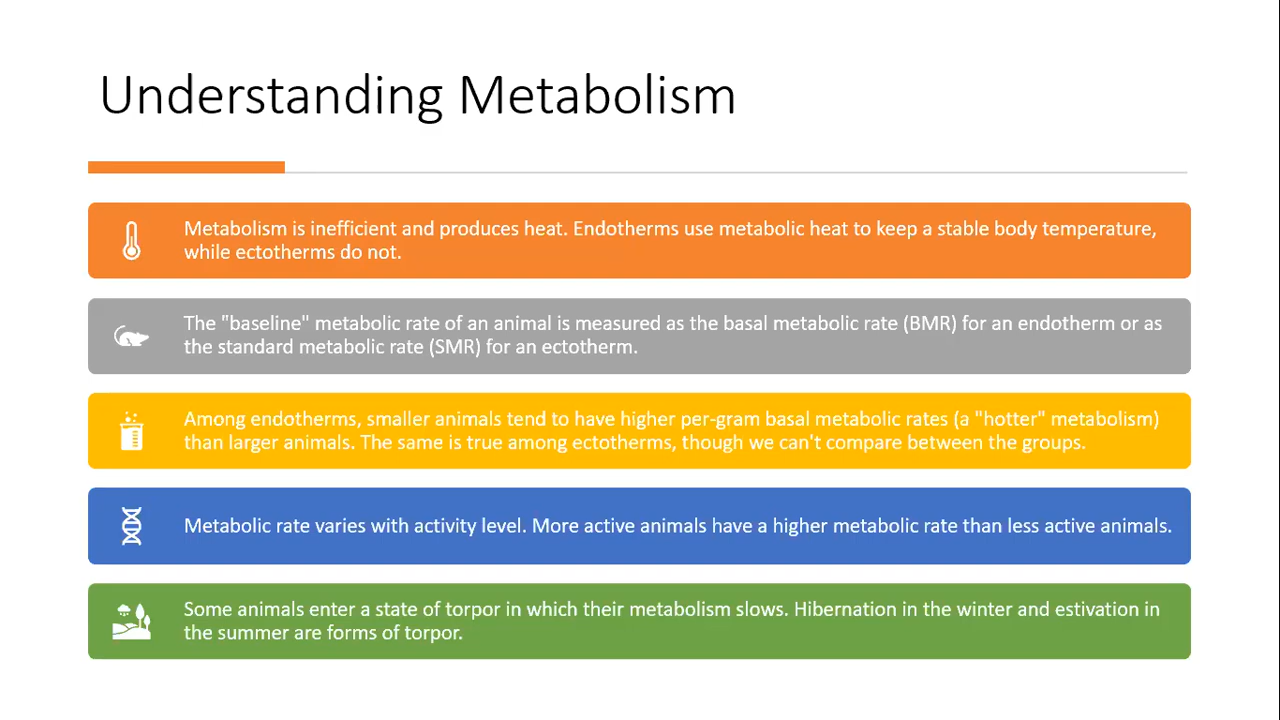 Understanding Metabolism
Metabolism is inefficient and produces heat. Endotherms use metabolic heat to keep a stable body temperature,
while ectotherms do not.
The "baseline" metabolic rate of an animal is measured as the basal metabolic rate (BMR) for an endotherm or as
the standard metabolic rate (SMR) for an ectotherm.
Among endotherms, smaller animals tend to have higher per-gram basal metabolic rates (a "hotter" metabolism)
than larger animals. The same is true among ectotherms, though we can't compare between the groups.
Metabolic rate varies with activity level. More active animals have a higher metabolic rate than less active animals.
Some animals enter a state of torpor in which their metabolism slows. Hibernation in the winter and estivation in
the summer are forms of torpor.